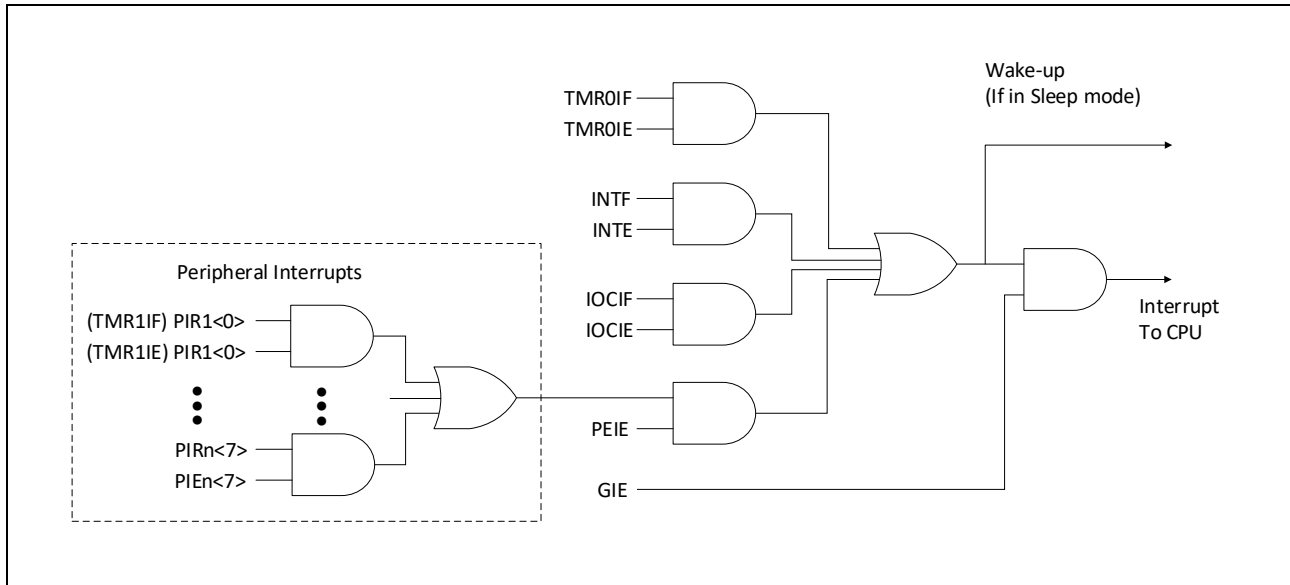 Wake-up
(If in Sleep mode)
TMR0IF
TMR0IE
INTF
INTE
Peripheral Interrupts
IOCIF
IOCIE
(TMR1IF) PIR1<0>
(TMR1IE) PIR1<0>
Interrupt
To CPU
PEIE
PIRn<7>
PIEn<7>
GIE